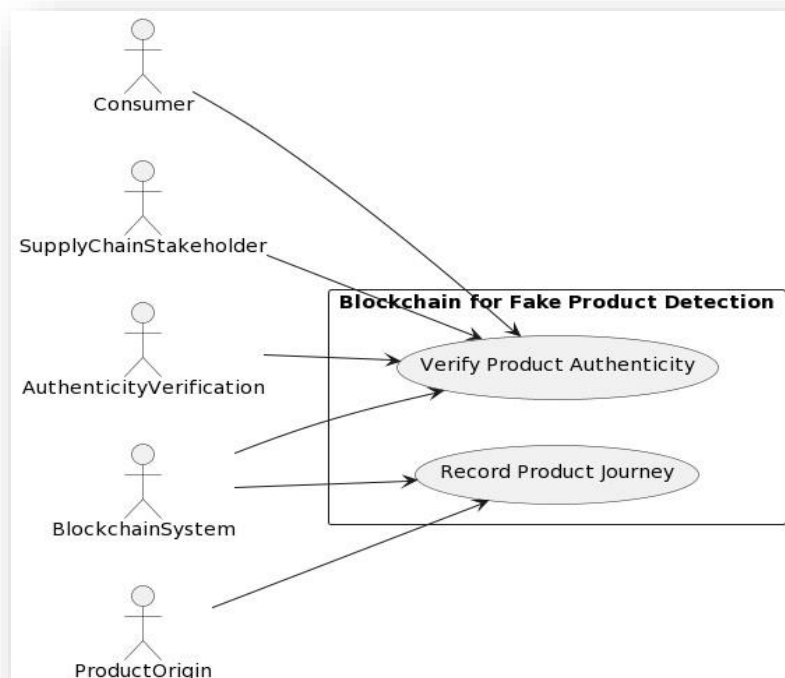 Consumer
SupplyChainStakeholder
Blockchain for Fake Product Detection
Verify Product Authenticity
AuthenticityVerification
Record Product Journey
BlockchainSystem
ProductOrigin